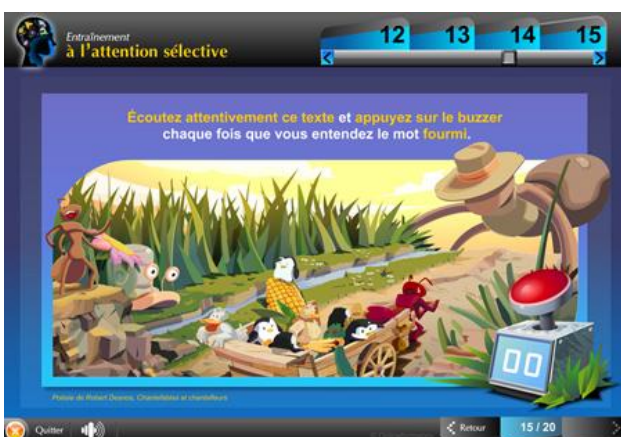 Entraînement
à l'attention sélective
12 13 14 15
Écoutez attentivement ce texte et appuyez sur le buzzer
chaque fois que vous entendez le mot fourmi.
00
Poésie de Robert Desnos, Chantefables et chantefleurs
Quitter
Retour
15 / 20